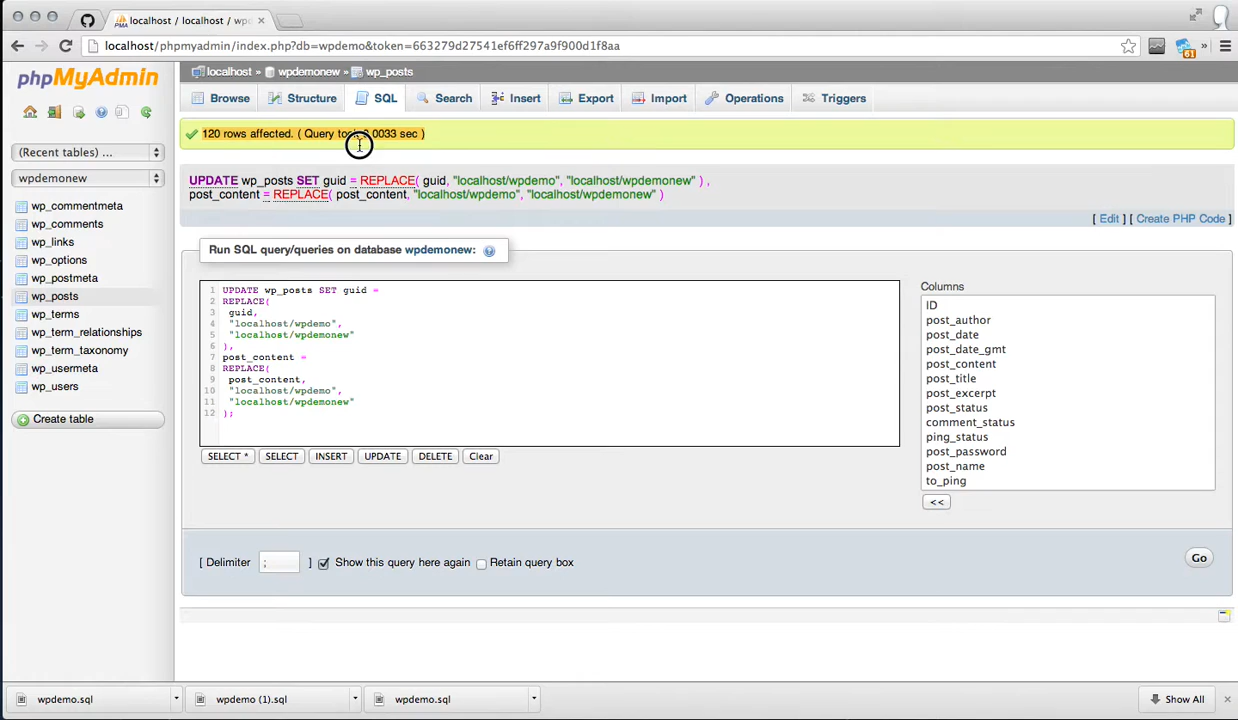 localhost / localhost / wp
localhost/phpmyadmin/index.php?db=wpdemo&token=663279d27541ef6ff297a9f900d1f8aa
61
»
phpMyAdmin
(Recent tables) ...
wpdemonew
wp_commentmeta
wp_comments
wp_links
wp_options
wp_postmeta
wp_posts
wp_terms
wp_term_relationships
wp_term_taxonomy
wp_usermeta
wp_users
Create table
localhost » wpdemonew » wp_posts
Browse Structure SQL Search Insert Export Import Operations Triggers
120 rows affected. ( Query 0.0033 sec )
UPDATE wp_posts SET guid = REPLACE( guid, "localhost/wpdemo", "localhost/wpdemonew" ) ,
post_content = REPLACE( post_content, "localhost/wpdemo", "localhost/wpdemonew" )
[ Edit ] [ Create PHP Code ]
Run SQL query/queries on database wpdemonew:
1 UPDATE wp_posts SET guid =
2 REPLACE(
3 guid,
4 "localhost/wpdemo",
5 "localhost/wpdemonew"
6 ),
7 post_content =
8 REPLACE(
9 post_content,
10 "localhost/wpdemo",
11 "localhost/wpdemonew"
12 );
SELECT * SELECT INSERT UPDATE DELETE Clear
Columns
ID
post_author
post_date
post_date_gmt
post_content
post_title
post_excerpt
post_status
comment_status
ping_status
post_password
post_name
to_ping
<<
[ Delimiter ; ] Show this query here again Retain query box
Go
wpdemo.sql wpdemo (1).sql wpdemo.sql Show All